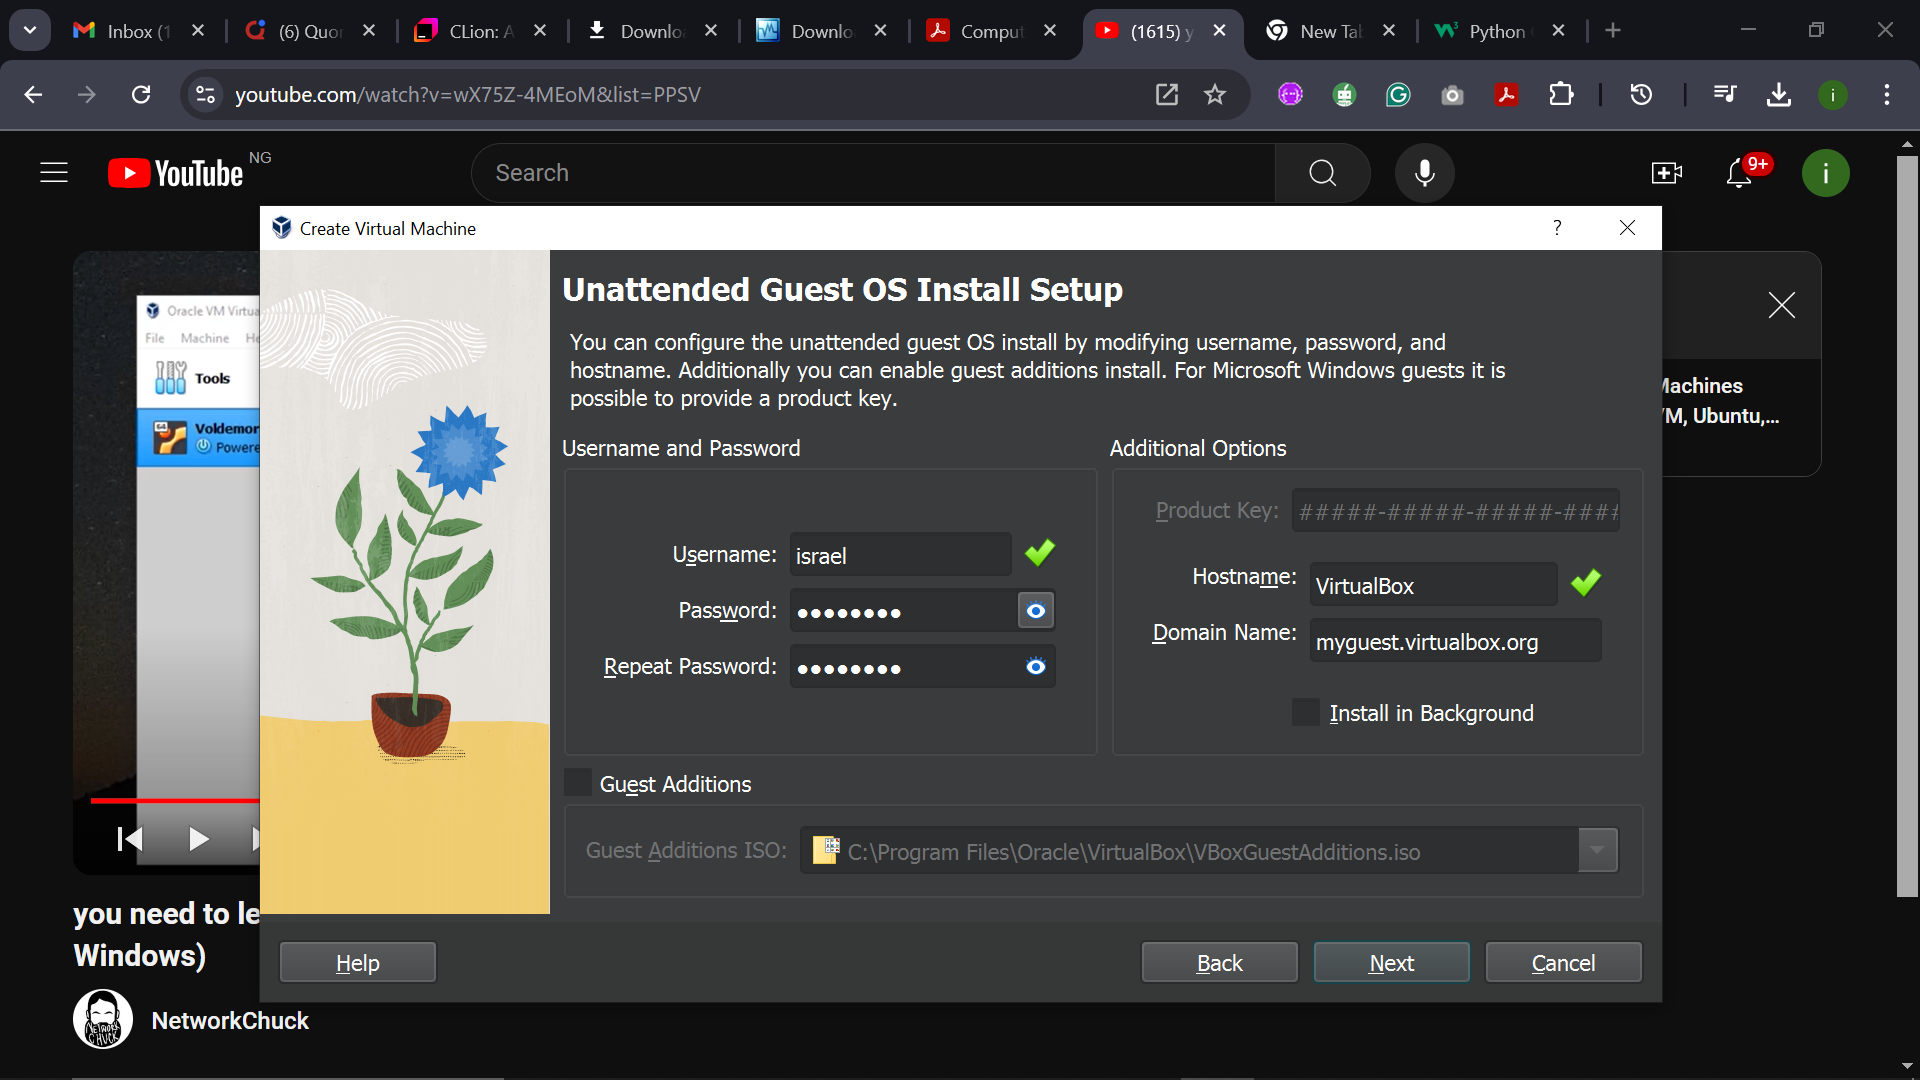 Inbox (1
(6) Quor
CLion: A
Downlo
Downlo
Comput
(1615) y
New Tab
Python
youtube.com/watch?v=wX75Z-4MEoM&list=PPSV
i
YouTube
NG
Search
9+
i
Create Virtual Machine
?
Oracle VM Virtua
File Machine He
Tools
Voldemor
Powere
Unattended Guest OS Install Setup
You can configure the unattended guest OS install by modifying username, password, and
hostname. Additionally you can enable guest additions install. For Microsoft Windows guests it is
possible to provide a product key.
Username and Password
Username: israel
Password: ●●●●●●●●
Repeat Password: ●●●●●●●●
Additional Options
Product Key: #####-#####-#####-####
Hostname: VirtualBox
Domain Name: myguest.virtualbox.org
Install in Background
Guest Additions
Guest Additions ISO: C:\Program Files\Oracle\VirtualBox\VBoxGuestAdditions.iso
Help
Back
Next
Cancel
Machines
VM, Ubuntu,...
you need to le
Windows)
NETWORK
CHUCK
NetworkChuck